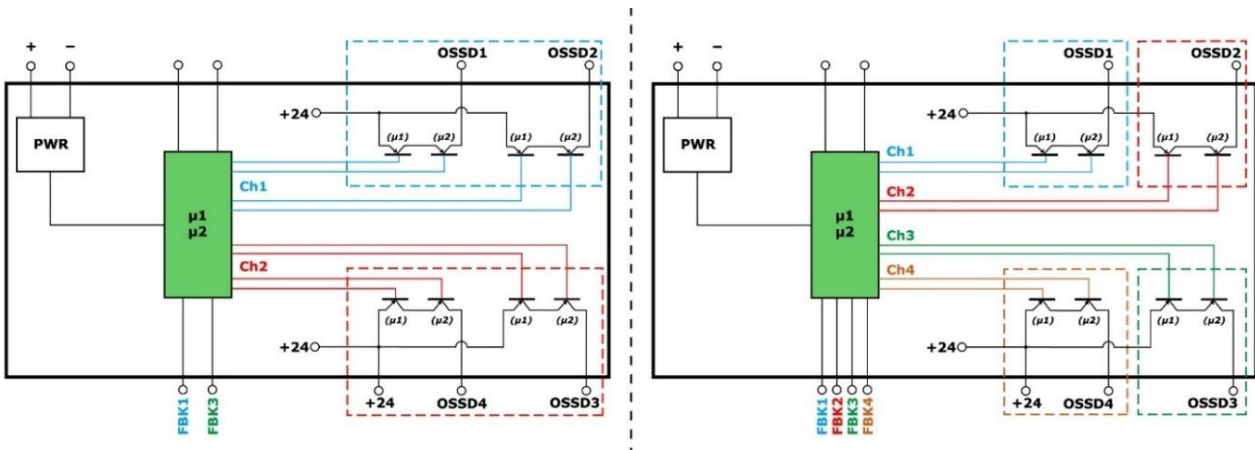 OSSD1 OSSD2
+ −
+24
(µ1) (µ2) (µ1) (µ2)
PWR
Ch1
µ1
µ2
Ch2
(µ1) (µ2) (µ1) (µ2)
+24
+24 OSSD4 OSSD3
FBK1 FBK3
OSSD1 OSSD2
+ −
+24
(µ1) (µ2) (µ1) (µ2)
PWR
Ch1
Ch2
µ1
µ2
Ch3
Ch4
(µ1) (µ2) (µ1) (µ2)
+24
+24 OSSD4 OSSD3
FBK1 FBK2 FBK3 FBK4